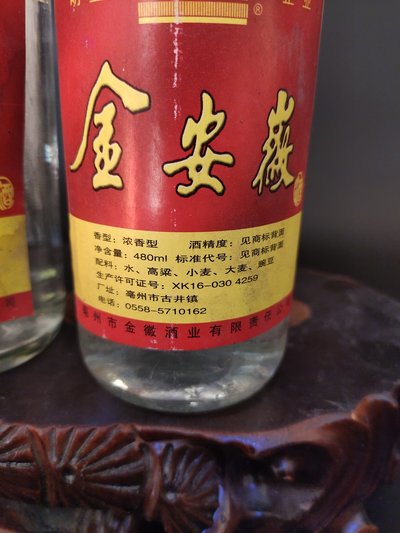 金安徽
酒
香型：浓香型 酒精度：见商标背面
净含量：480ml 标准代号：见商标背面
配料：水、高粱、小麦、大麦、豌豆
生产许可证号：XK16-030 4259
厂址：亳州市古井镇
电话：0558-5710162
亳州市金徽酒业有限责任公